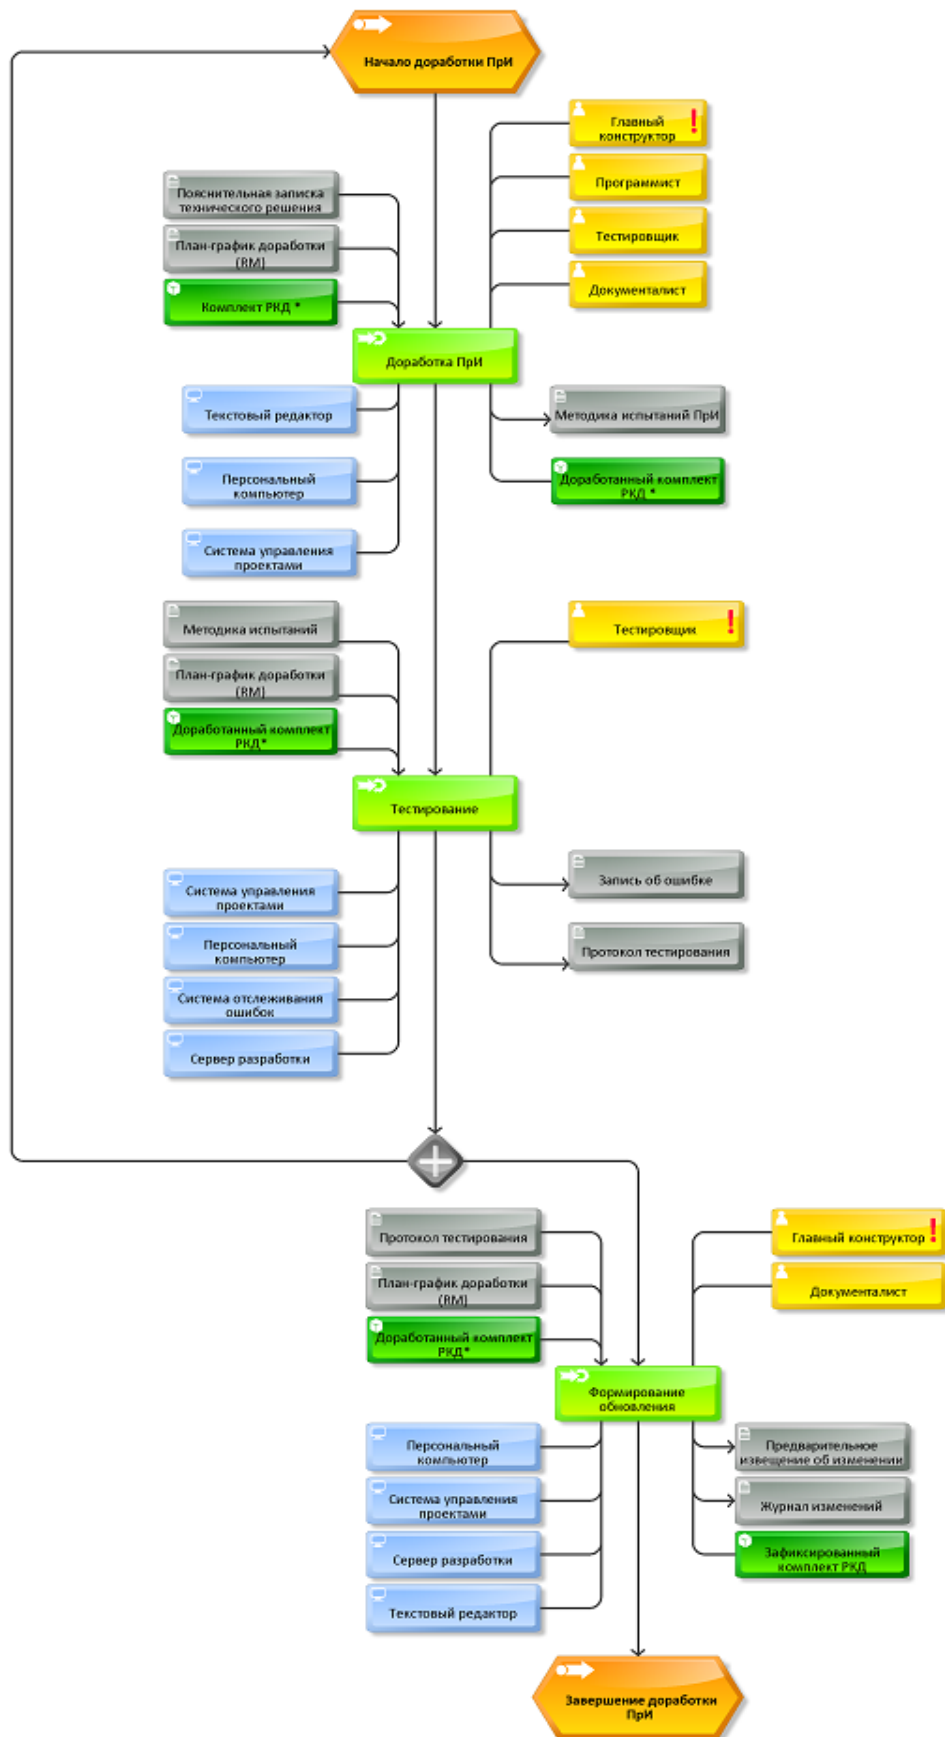 Начало доработки ПрИ
Главный
конструктор
Программист
Тестировщик
Документалист
Пояснительная записка
технического решения
План-график доработки
(RM)
Комплект РКД *
Доработка ПрИ
Текстовый редактор
Персональный
компьютер
Система управления
проектами
Методика испытаний ПрИ
Доработанный комплект
РКД *
Методика испытаний
План-график доработки
(RM)
Доработанный комплект
РКД*
Тестировщик
Тестирование
Система управления
проектами
Персональный
компьютер
Система отслеживания
ошибок
Сервер разработки
Запись об ошибке
Протокол тестирования
Протокол тестирования
План-график доработки
(RM)
Доработанный комплект
РКД*
Главный конструктор
Документалист
Формирование
обновления
Персональный
компьютер
Система управления
проектами
Сервер разработки
Текстовый редактор
Предварительное
извещение об изменении
Журнал изменений
Зафиксированный
комплект РКД
Завершение доработки
ПрИ